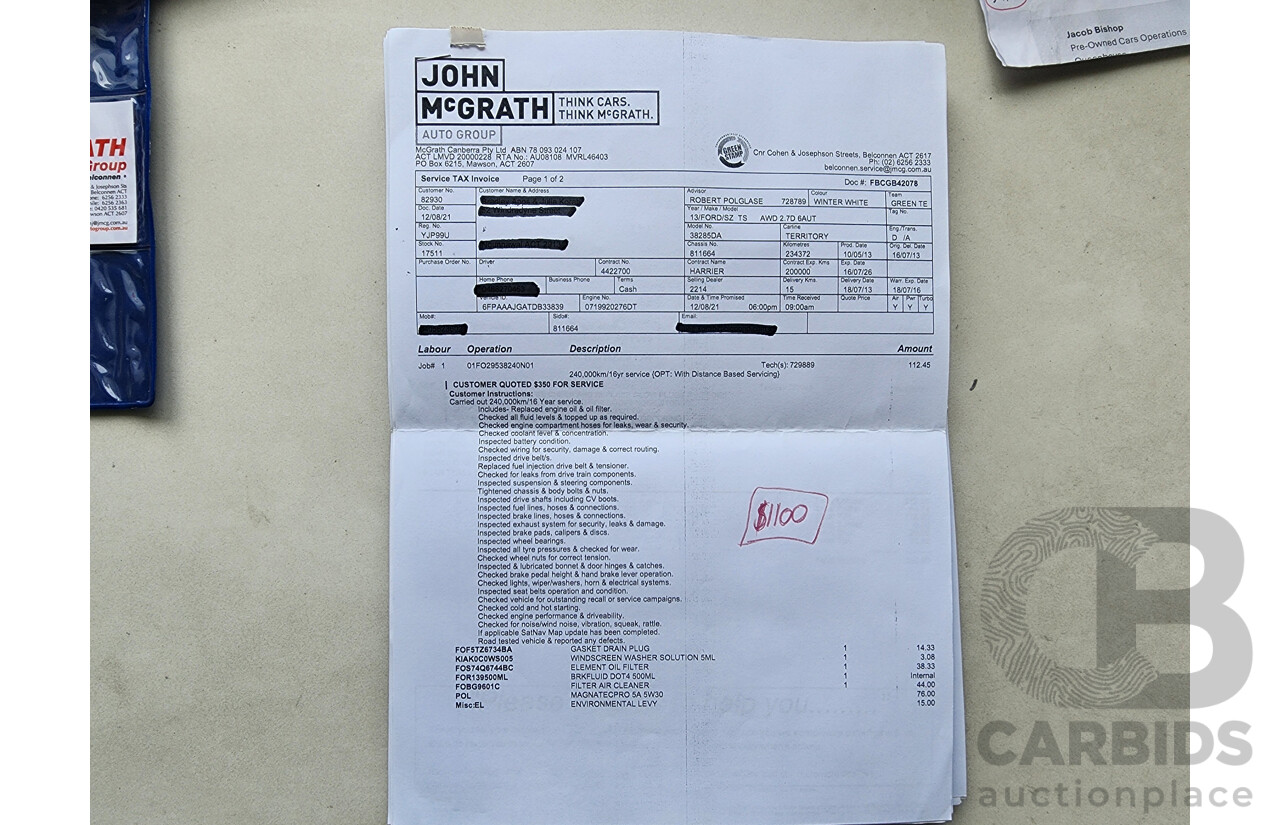 Jacob Bishop
Pre-Owned Cars Operations
JOHN
McGRATH
THINK CARS.
THINK McGRATH.
AUTO GROUP
McGrath Canberra Pty Ltd ABN 78 093 024 107
ACT LMVD 20000228 RTA No.: AU08108 MVRL46403
PO Box 6215, Mawson, ACT 2607
GREEN STAMP
Cnr Cohen & Josephson Streets, Belconnen ACT 2617
Ph: (02) 6256 2333
belconnen.service@jmcg.com.au
Service TAX Invoice Page 1 of 2 Doc #: FBCGB42078
Customer No. Customer Name & Address Advisor Colour Team
82930 ROBERT POLGLASE 728789 WINTER WHITE GREEN TE
Doc. Date Year / Make / Model Tag No.
12/08/21 13/FORD/SZ TS AWD 2.7D 6AUT
Reg. No. Model No. Carline Eng./Trans.
YJP99U 38285DA TERRITORY D /A
Stock No. Chassis No. Kilometres Prod. Date Orig. Del. Date
17511 811664 234372 10/05/13 16/07/13
Purchase Order No. Driver Contract No. Contract Name Contract Exp. Kms Exp. Date
4422700 HARRIER 200000 16/07/26
Home Phone Business Phone Terms Selling Dealer Delivery Kms. Delivery Date Warr. Exp. Date
Cash 2214 15 18/07/13 18/07/16
Vehicle ID. Engine No. Date & Time Promised Time Received Quote Price Air Pwr Turbo
6FPAAAJGATDB33839 0719920276DT 12/08/21 06:00pm 09:00am Y Y Y
Mob#: Sido#: Email:
811664
Labour Operation Description Amount
Job# 1 01FO29538240N01 Tech(s): 729889 112.45
240,000km/16yr service {OPT: With Distance Based Servicing}
CUSTOMER QUOTED $350 FOR SERVICE
Customer Instructions:
Carried out 240,000km/16 Year service.
Includes- Replaced engine oil & oil filter.
Checked all fluid levels & topped up as required.
Checked engine compartment hoses for leaks, wear & security.
Checked coolant level & concentration.
Inspected battery condition.
Checked wiring for security, damage & correct routing.
Inspected drive belt/s.
Replaced fuel injection drive belt & tensioner.
Checked for leaks from drive train components.
Inspected suspension & steering components.
Tightened chassis & body bolts & nuts.
Inspected drive shafts including CV boots.
Inspected fuel lines, hoses & connections.
Inspected brake lines, hoses & connections.
Inspected exhaust system for security, leaks & damage.
Inspected brake pads, calipers & discs.
Inspected wheel bearings.
Inspected all tyre pressures & checked for wear.
Checked wheel nuts for correct tension.
Inspected & lubricated bonnet & door hinges & catches.
Checked brake pedal height & hand brake lever operation.
Checked lights, wiper/washers, horn & electrical systems.
Inspected seat belts operation and condition.
Checked vehicle for outstanding recall or service campaigns.
Checked cold and hot starting.
Checked engine performance & driveability.
Checked for noise/wind noise, vibration, squeak, rattle.
If applicable SatNav Map update has been completed.
Road tested vehicle & reported any defects.
$1100
FOF5TZ6734BA GASKET DRAIN PLUG 1 14.33
KIAK0C0WS005 WINDSCREEN WASHER SOLUTION 5ML 1 3.08
FOS74Q6744BC ELEMENT OIL FILTER 1 38.33
FOR139500ML BRKFLUID DOT4 500ML 1 Internal
FOBG9601C FILTER AIR CLEANER 1 44.00
POL MAGNATECPRO 5A 5W30 76.00
Misc:EL ENVIRONMENTAL LEVY 15.00
CB
CARBIDS
auctionplace